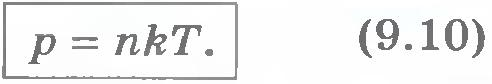 p = nkT. (9.10)